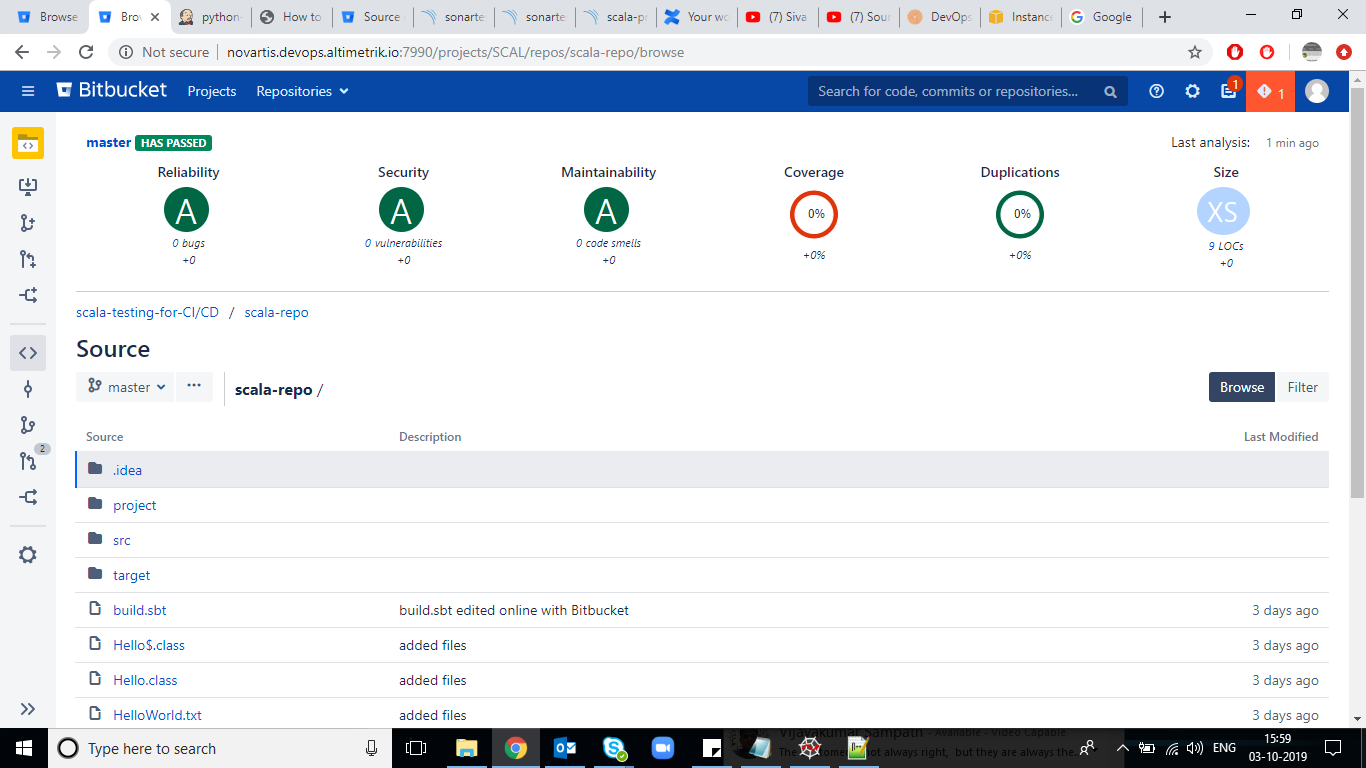 Browse
Brow
python-
How to
Source
sonarte
sonarte
scala-pr
Your wo
(7) Siva
(7) Sour
DevOps
Instance
Google
Not secure
novartis.devops.altimetrik.io:7990/projects/SCAL/repos/scala-repo/browse
Bitbucket Projects Repositories
Search for code, commits or repositories...
1
1
master HAS PASSED
Last analysis: 1 min ago
Reliability Security Maintainability Coverage Duplications Size
A A A 0% 0% XS
0 bugs 0 vulnerabilities 0 code smells 9 LOCs
+0 +0 +0 +0% +0% +0
scala-testing-for-CI/CD / scala-repo
Source
master ... scala-repo /
Browse Filter
Source Description Last Modified
.idea
project
src
target
build.sbt build.sbt edited online with Bitbucket 3 days ago
Hello$.class added files 3 days ago
Hello.class added files 3 days ago
HelloWorld.txt added files 3 days ago
2
Type here to search
Vijayakumar Sampath - Available - Video Capable
not always right, but they are always the...
ENG
15:59
03-10-2019